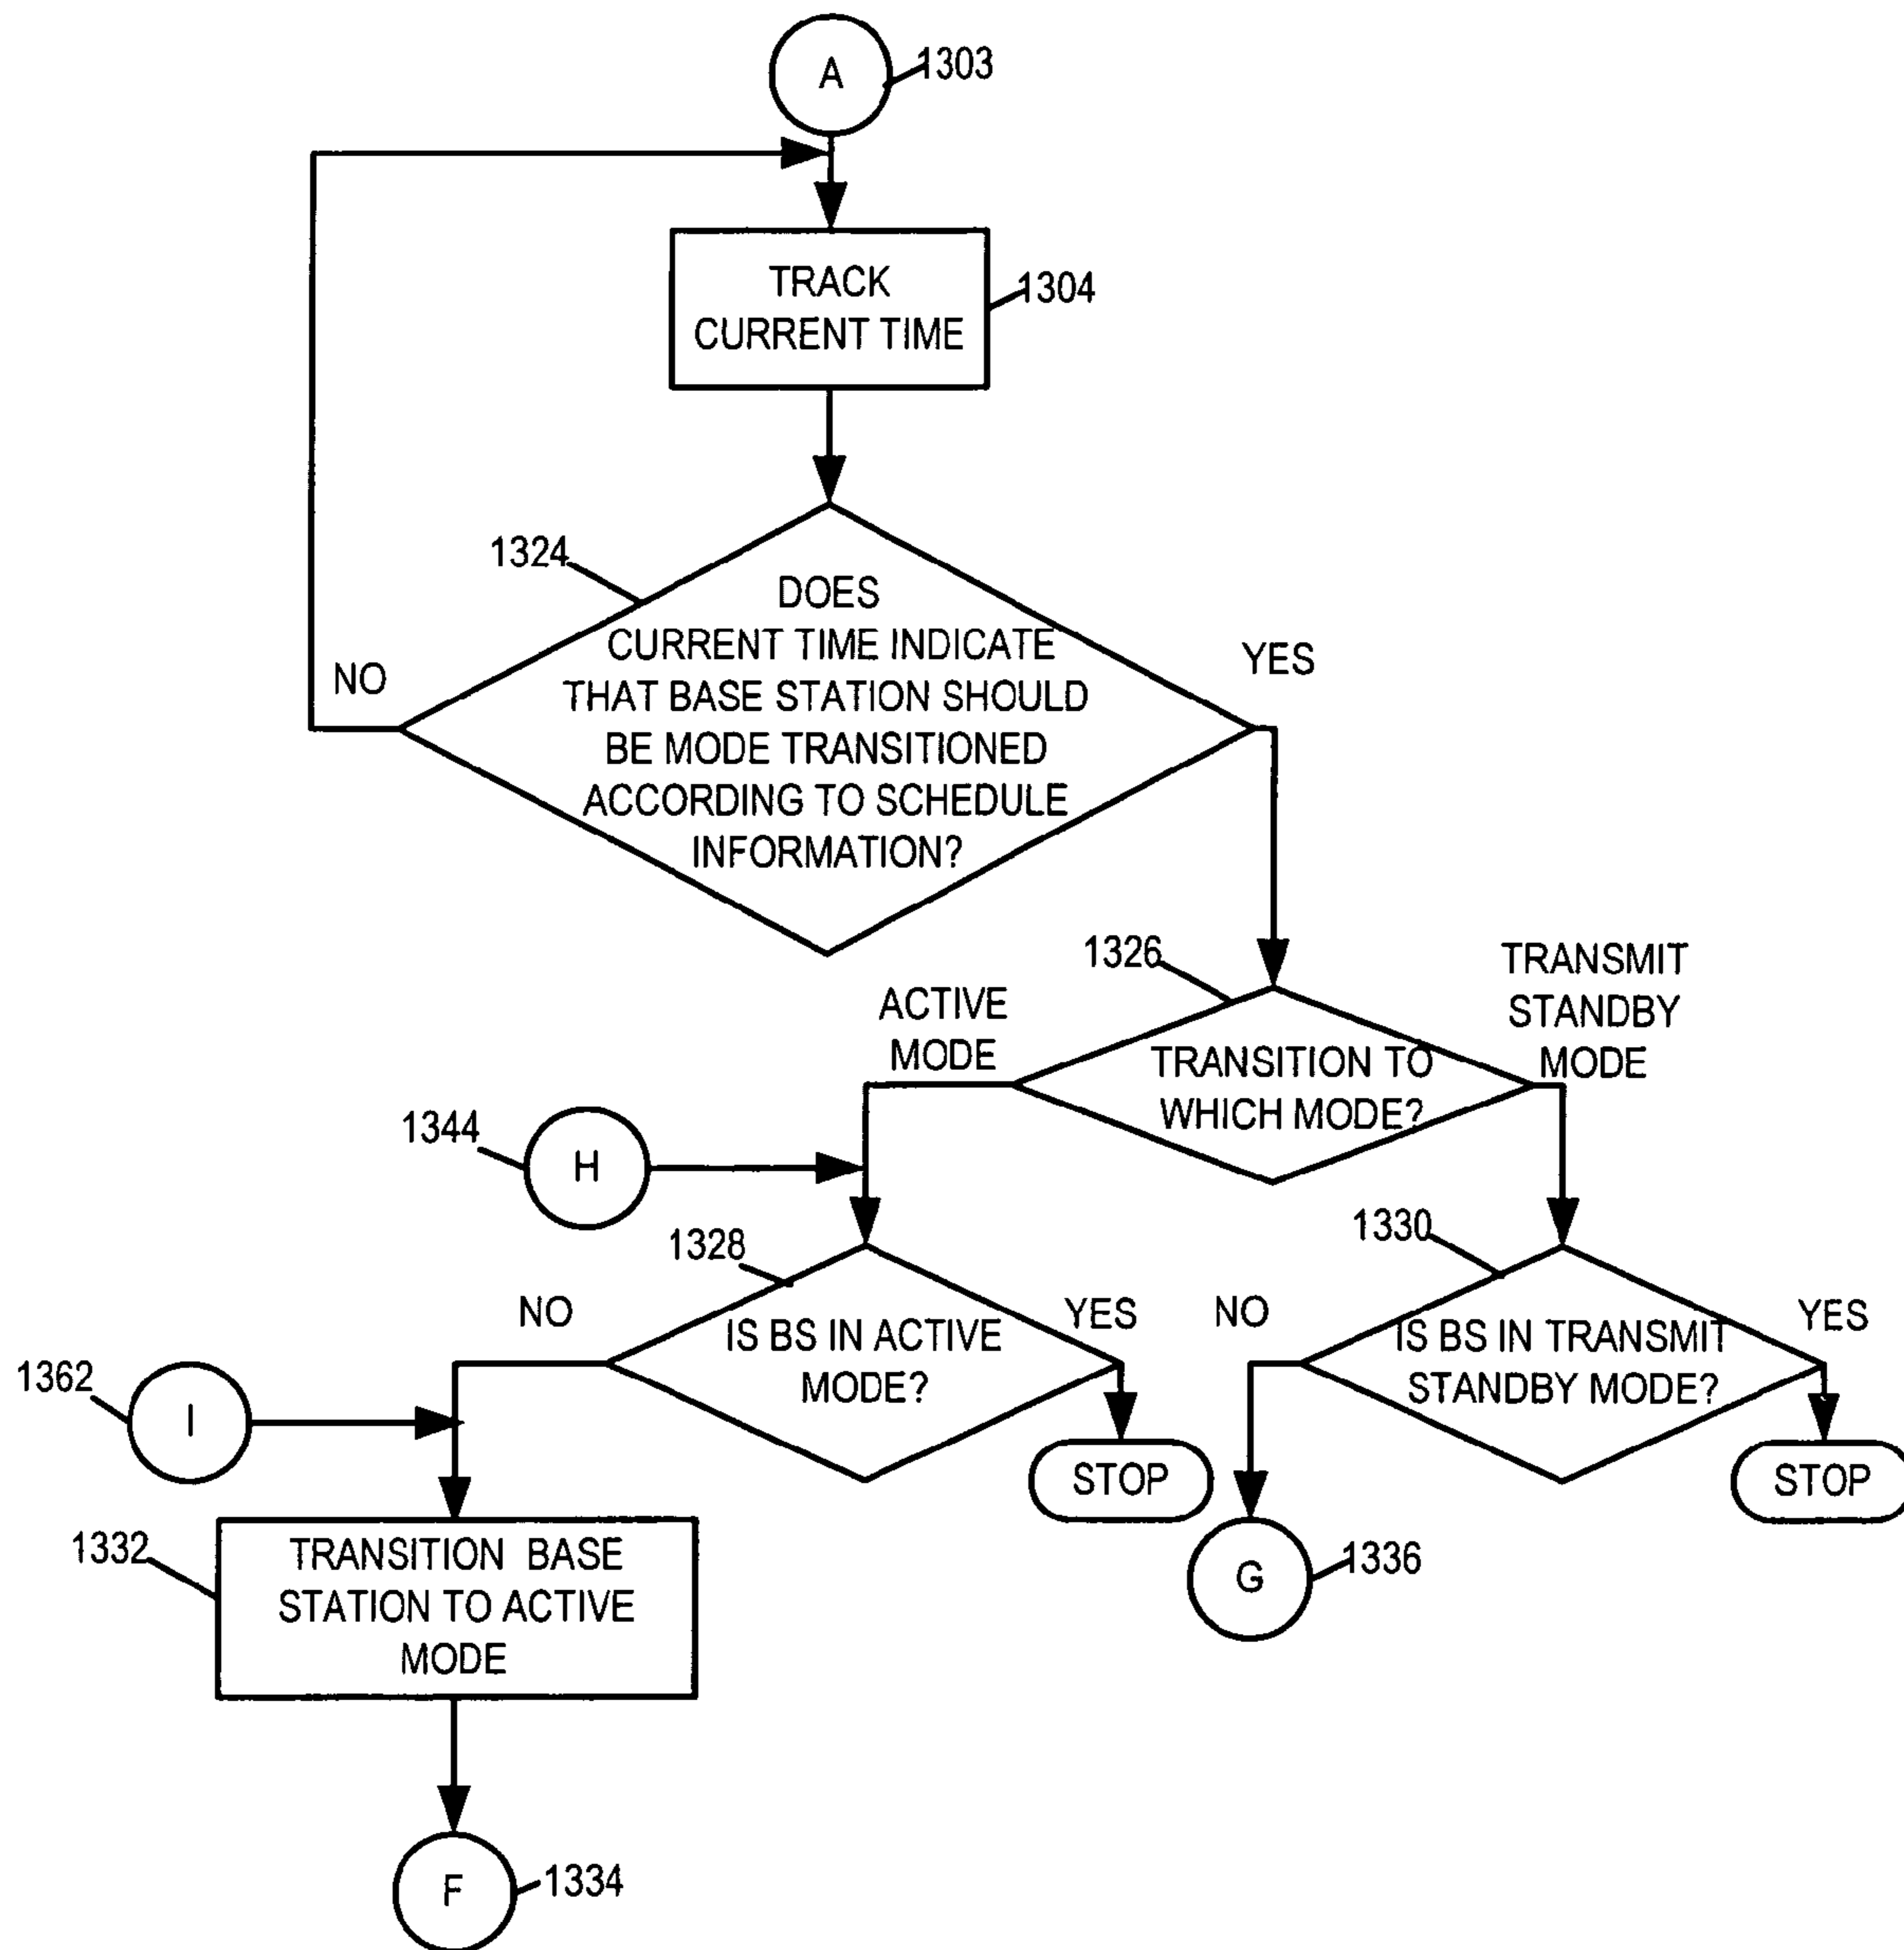 A
1303
TRACK
CURRENT TIME
1304
1324
DOES
CURRENT TIME INDICATE
THAT BASE STATION SHOULD
BE MODE TRANSITIONED
ACCORDING TO SCHEDULE
INFORMATION?
NO
YES
1326
TRANSITION TO
WHICH MODE?
ACTIVE
MODE
TRANSMIT
STANDBY
MODE
1344
H
1328
IS BS IN ACTIVE
MODE?
NO
YES
STOP
1330
IS BS IN TRANSMIT
STANDBY MODE?
NO
YES
STOP
1362
I
1332
TRANSITION BASE
STATION TO ACTIVE
MODE
G
1336
F
1334